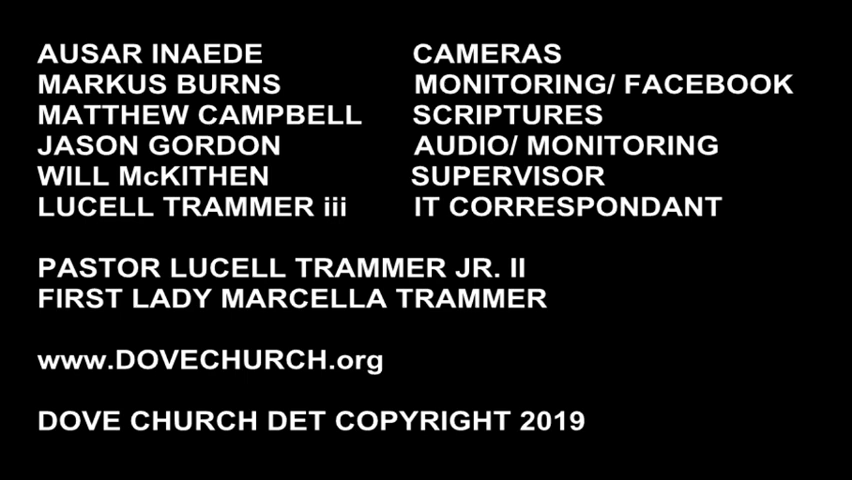 AUSAR INAEDE CAMERAS
MARKUS BURNS MONITORING/ FACEBOOK
MATTHEW CAMPBELL SCRIPTURES
JASON GORDON AUDIO/ MONITORING
WILL McKITHEN SUPERVISOR
LUCELL TRAMMER iii IT CORRESPONDANT
PASTOR LUCELL TRAMMER JR. II
FIRST LADY MARCELLA TRAMMER
www.DOVECHURCH.org
DOVE CHURCH DET COPYRIGHT 2019